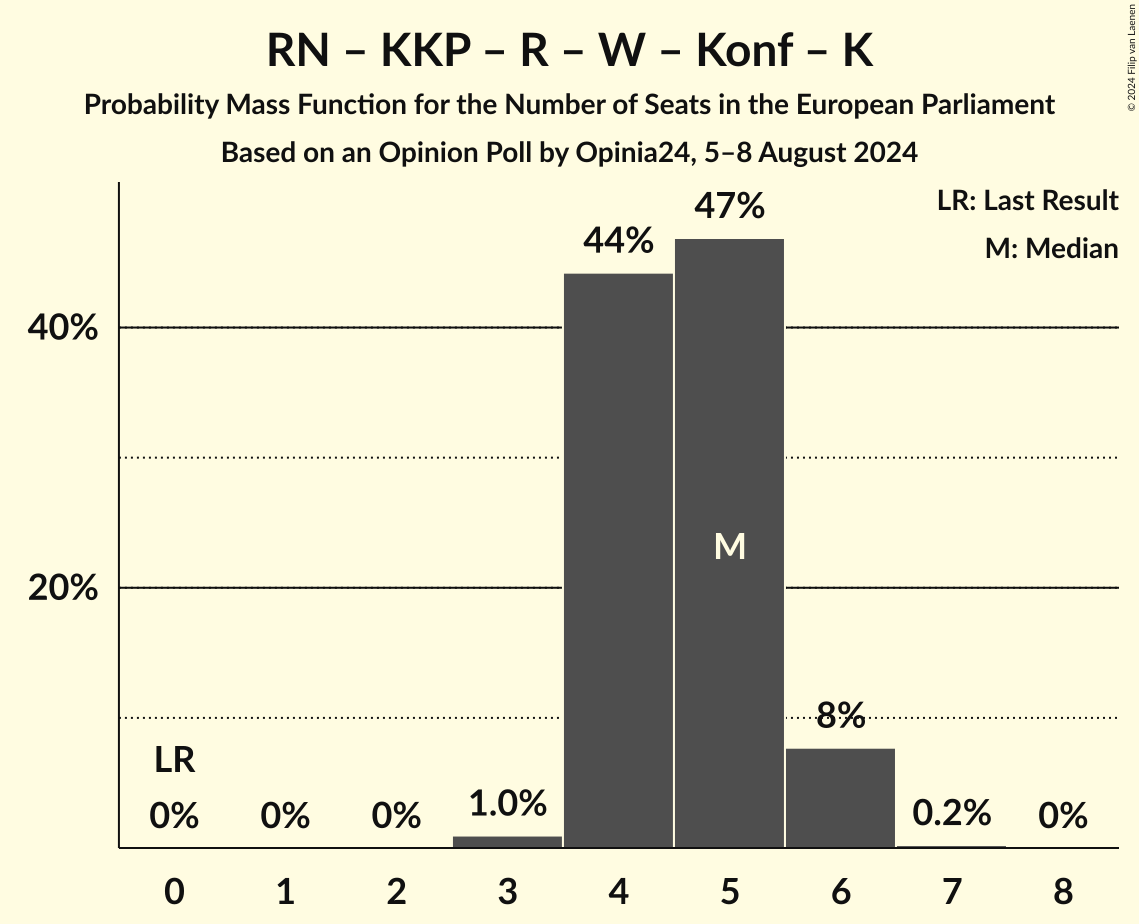 RN – KKP – R – W – Konf – K
Probability Mass Function for the Number of Seats in the European Parliament
Based on an Opinion Poll by Opinia24, 5–8 August 2024
© 2024 Filip van Laenen
LR: Last Result
M: Median
47%
44%
40%
M
20%
8%
LR
0%
0%
0%
1.0%
0.2%
0%
0
1
2
3
4
5
6
7
8